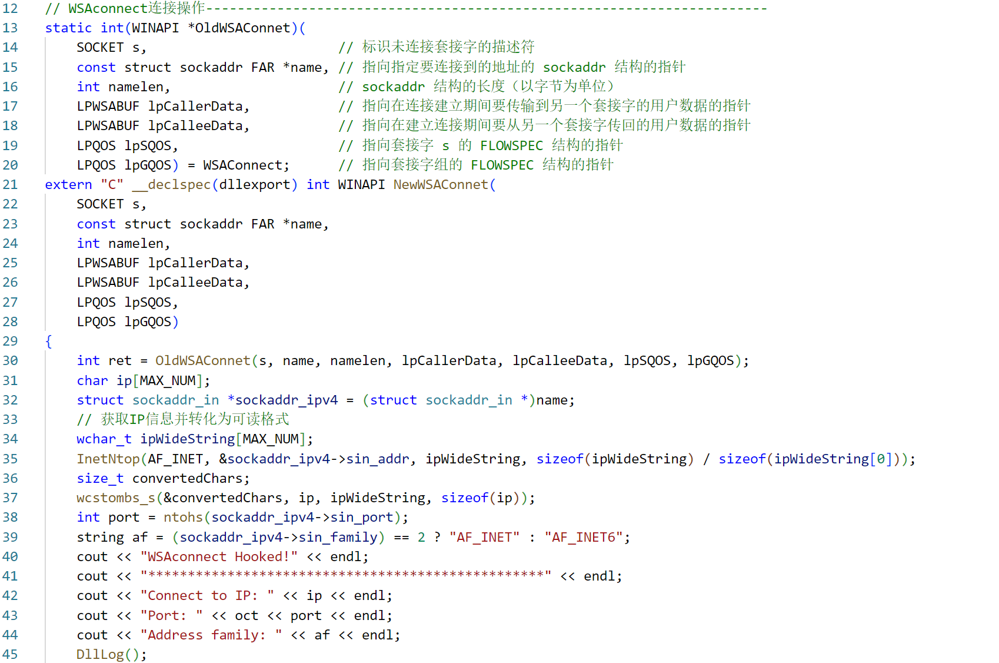 12 // WSAconnect连接操作-----------------------------------------------------------------------
13 static int(WINAPI *OldWSAConnet)(
14     SOCKET s,                        // 标识未连接套接字的描述符
15     const struct sockaddr FAR *name, // 指向指定要连接到的地址的 sockaddr 结构的指针
16     int namelen,                     // sockaddr 结构的长度（以字节为单位）
17     LPWSABUF lpCallerData,           // 指向在连接建立期间要传输到另一个套接字的用户数据的指针
18     LPWSABUF lpCalleeData,           // 指向在建立连接期间要从另一个套接字传回的用户数据的指针
19     LPQOS lpSQOS,                    // 指向套接字 s 的 FLOWSPEC 结构的指针
20     LPQOS lpGQOS) = WSAConnect;      // 指向套接字组的 FLOWSPEC 结构的指针
21 extern "C" __declspec(dllexport) int WINAPI NewWSAConnet(
22     SOCKET s,
23     const struct sockaddr FAR *name,
24     int namelen,
25     LPWSABUF lpCallerData,
26     LPWSABUF lpCalleeData,
27     LPQOS lpSQOS,
28     LPQOS lpGQOS)
29 {
30     int ret = OldWSAConnet(s, name, namelen, lpCallerData, lpCalleeData, lpSQOS, lpGQOS);
31     char ip[MAX_NUM];
32     struct sockaddr_in *sockaddr_ipv4 = (struct sockaddr_in *)name;
33     // 获取IP信息并转化为可读格式
34     wchar_t ipWideString[MAX_NUM];
35     InetNtop(AF_INET, &sockaddr_ipv4->sin_addr, ipWideString, sizeof(ipWideString) / sizeof(ipWideString[0]));
36     size_t convertedChars;
37     wcstombs_s(&convertedChars, ip, ipWideString, sizeof(ip));
38     int port = ntohs(sockaddr_ipv4->sin_port);
39     string af = (sockaddr_ipv4->sin_family) == 2 ? "AF_INET" : "AF_INET6";
40     cout << "WSAconnect Hooked!" << endl;
41     cout << "**************************************************" << endl;
42     cout << "Connect to IP: " << ip << endl;
43     cout << "Port: " << oct << port << endl;
44     cout << "Address family: " << af << endl;
45     DllLog();